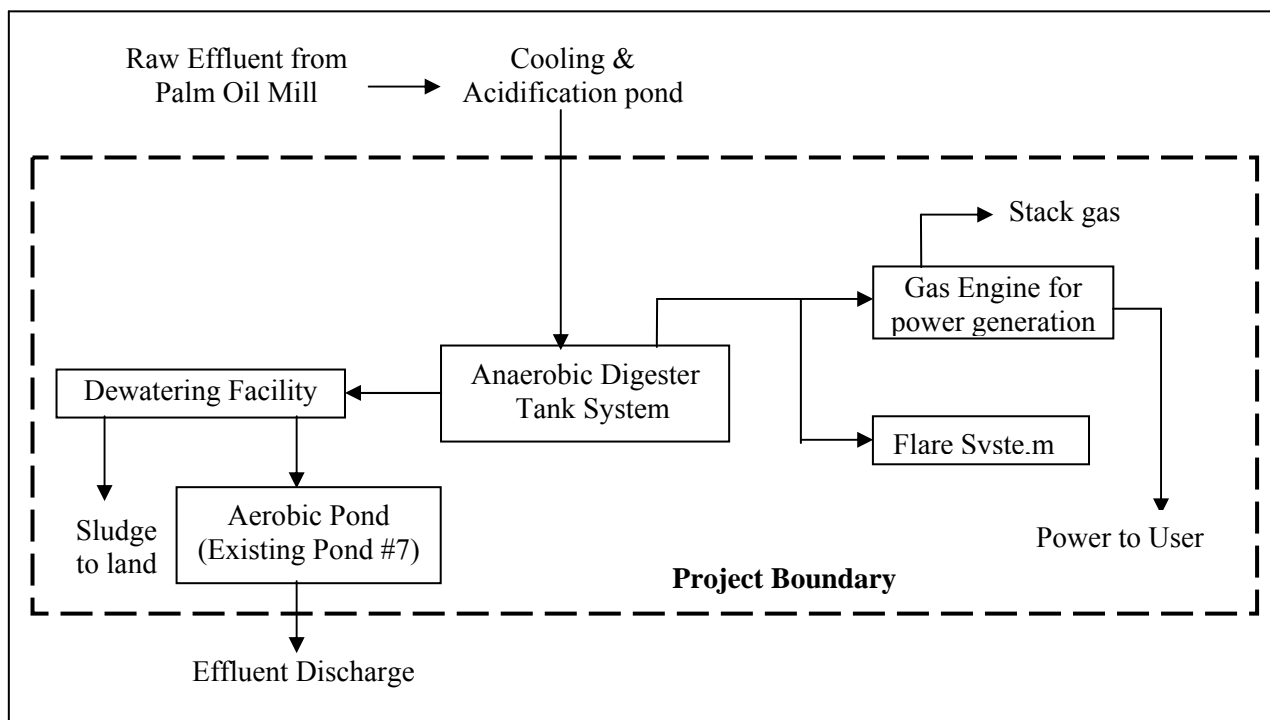 Raw Effluent from
Palm Oil Mill
Cooling &
Acidification pond
Stack gas
Gas Engine for
power generation
Anaerobic Digester
Tank System
Dewatering Facility
Flare Svste.m
Aerobic Pond
(Existing Pond #7)
Sludge
to land
Power to User
Project Boundary
Effluent Discharge